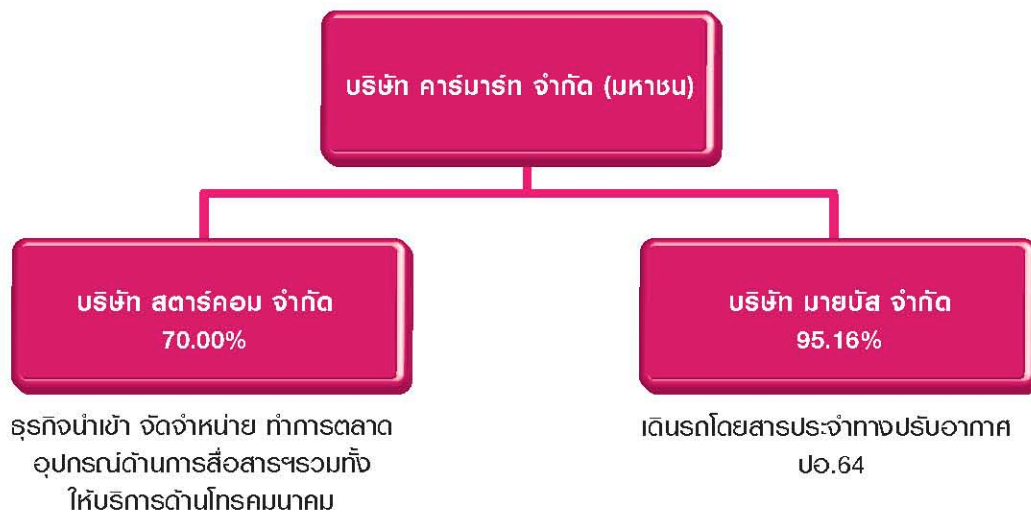 บริษัท คาร์มาร์ท จำกัด (มหาชน)
บริษัท สตาร์คอม จำกัด
70.00%
ธุรกิจนำเข้า จัดจำหน่าย ทำการตลาด
อุปกรณ์ด้านการสื่อสารฯรวมทั้ง
ให้บริการด้านโทรคมนาคม
บริษัท มายบัส จำกัด
95.16%
เดินรถโดยสารประจำทางปรับอากาศ
ปอ.64